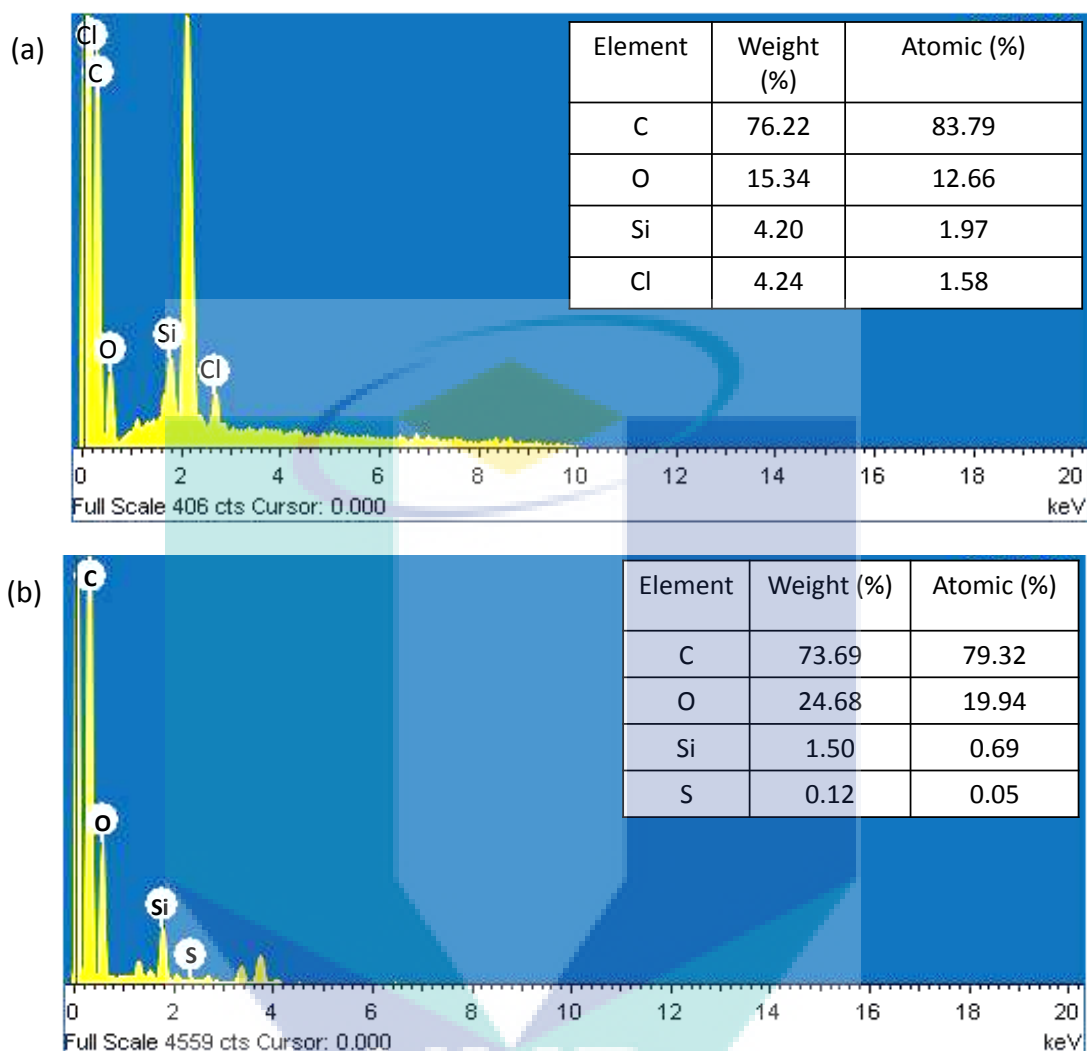 (a)
Cl
C
O
Si
Cl
Element Weight (%) Atomic (%)
C 76.22 83.79
O 15.34 12.66
Si 4.20 1.97
Cl 4.24 1.58
0 2 4 6 8 10 12 14 16 18 20
Full Scale 406 cts Cursor: 0.000 keV
(b)
C
O
Si
S
Element Weight (%) Atomic (%)
C 73.69 79.32
O 24.68 19.94
Si 1.50 0.69
S 0.12 0.05
0 2 4 6 8 10 12 14 16 18 20
Full Scale 4559 cts Cursor: 0.000 keV